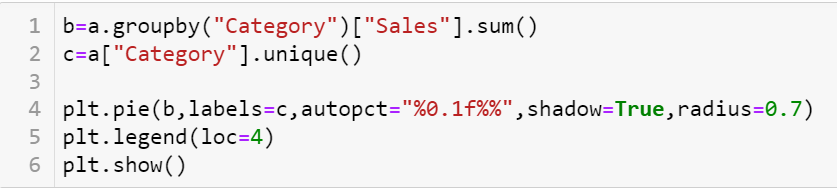 1 b=a.groupby("Category")["Sales"].sum()
2 c=a["Category"].unique()
3
4 plt.pie(b,labels=c,autopct="%0.1f%%",shadow=True,radius=0.7)
5 plt.legend(loc=4)
6 plt.show()